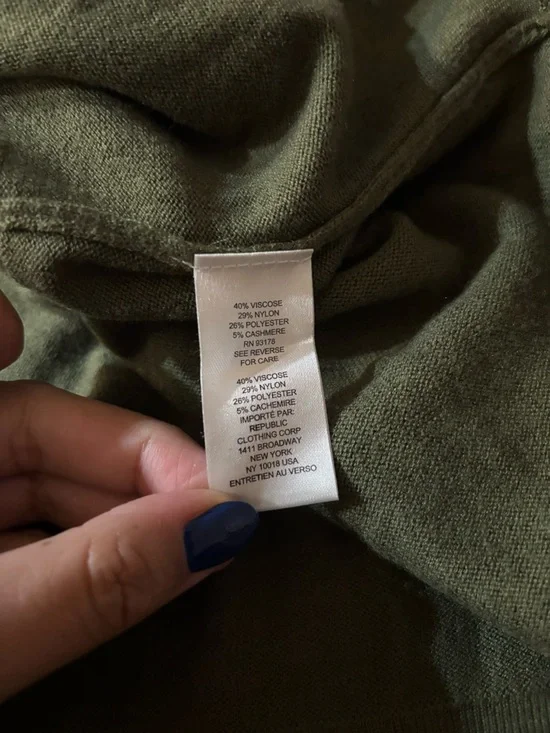 40% VISCOSE
29% NYLON
26% POLYESTER
5% CASHMERE
RN 93175
SEE REVERSE
FOR CARE
40% VISCOSE
29% NYLON
26% POLYESTER
5% CACHEMIRE
IMPORTÉ PAR:
REPUBLIC
CLOTHING CORP
1411 BROADWAY
NEW YORK
NY 10018 USA
ENTRETIEN AU VERSO